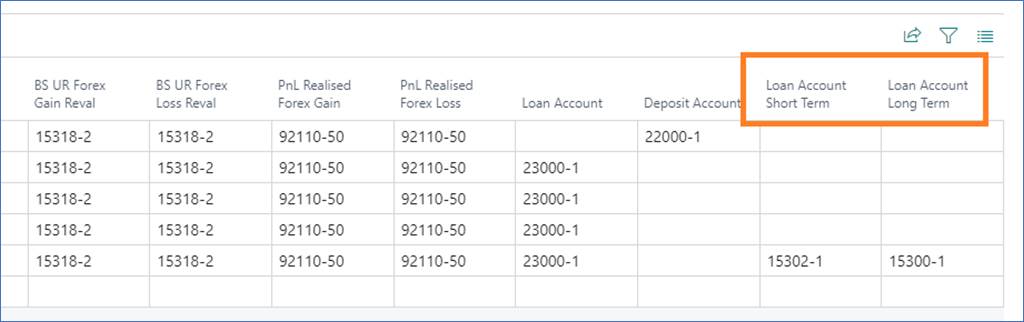 BS UR Forex Gain Reval BS UR Forex Loss Reval PnL Realised Forex Gain PnL Realised Forex Loss Loan Account Deposit Account Loan Account Short Term Loan Account Long Term
15318-2 15318-2 92110-50 92110-50 22000-1
15318-2 15318-2 92110-50 92110-50 23000-1
15318-2 15318-2 92110-50 92110-50 23000-1
15318-2 15318-2 92110-50 92110-50 23000-1
15318-2 15318-2 92110-50 92110-50 23000-1 15302-1 15300-1